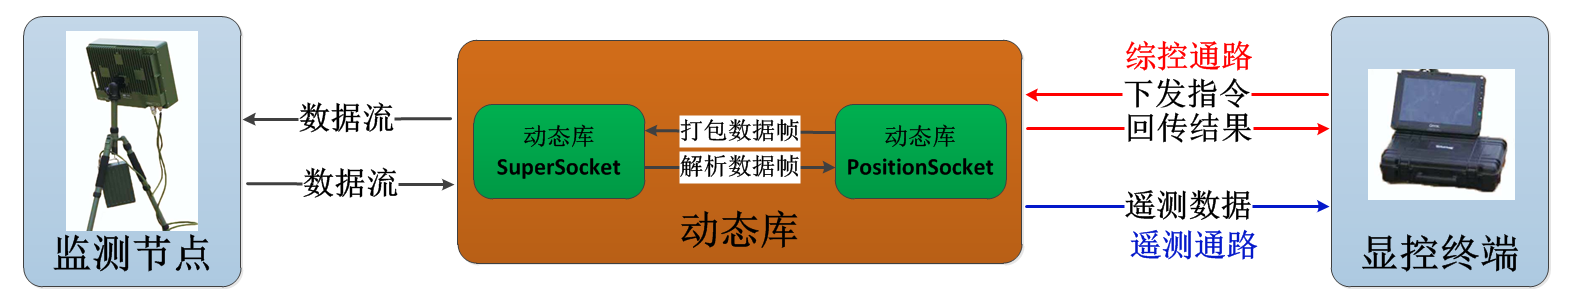 监测节点
数据流
数据流
动态库
SuperSocket
打包数据帧
解析数据帧
动态库
PositionSocket
动态库
综控通路
下发指令
回传结果
遥测数据
遥测通路
显控终端